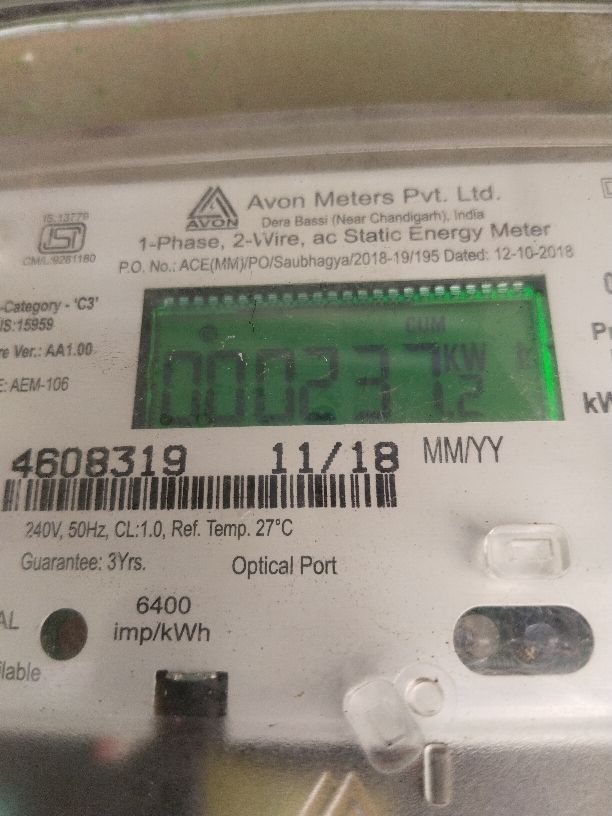 IS:13779
ISI
CM/L:9261180
AVON
Avon Meters Pvt. Ltd.
Dera Bassi (Near Chandigarh), India
1-Phase, 2-Wire, ac Static Energy Meter
P.O. No.: ACE(MM)/PO/Saubhagya/2018-19/195 Dated: 12-10-2018
-Category - 'C3'
IS:15959
re Ver.: AA1.00
E: AEM-106
CUM
KW
000237.2
M
kW
4608319 11/18 MM/YY
240V, 50Hz, CL:1.0, Ref. Temp. 27°C
Guarantee: 3Yrs.
Optical Port
6400
imp/kWh
AL
ilable